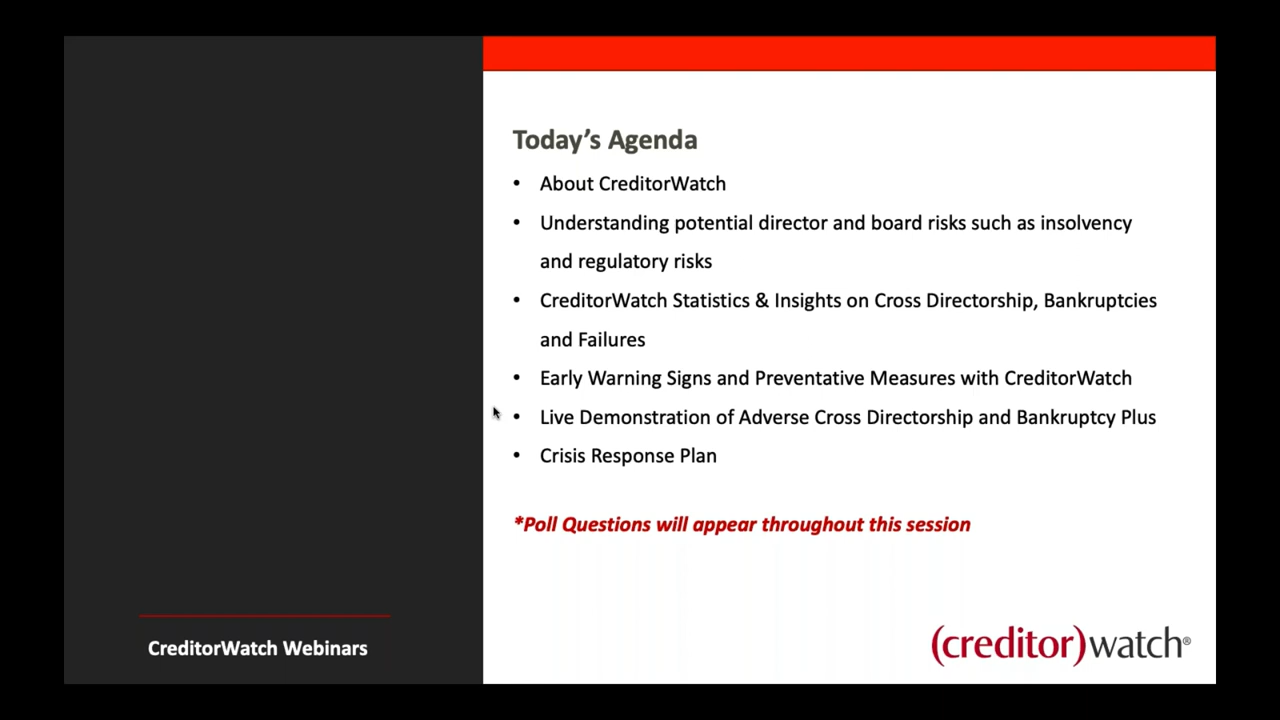 Today's Agenda
• About CreditorWatch
• Understanding potential director and board risks such as insolvency
and regulatory risks
• CreditorWatch Statistics & Insights on Cross Directorship, Bankruptcies
and Failures
• Early Warning Signs and Preventative Measures with CreditorWatch
• Live Demonstration of Adverse Cross Directorship and Bankruptcy Plus
• Crisis Response Plan
*Poll Questions will appear throughout this session
CreditorWatch Webinars
(creditor)watch®